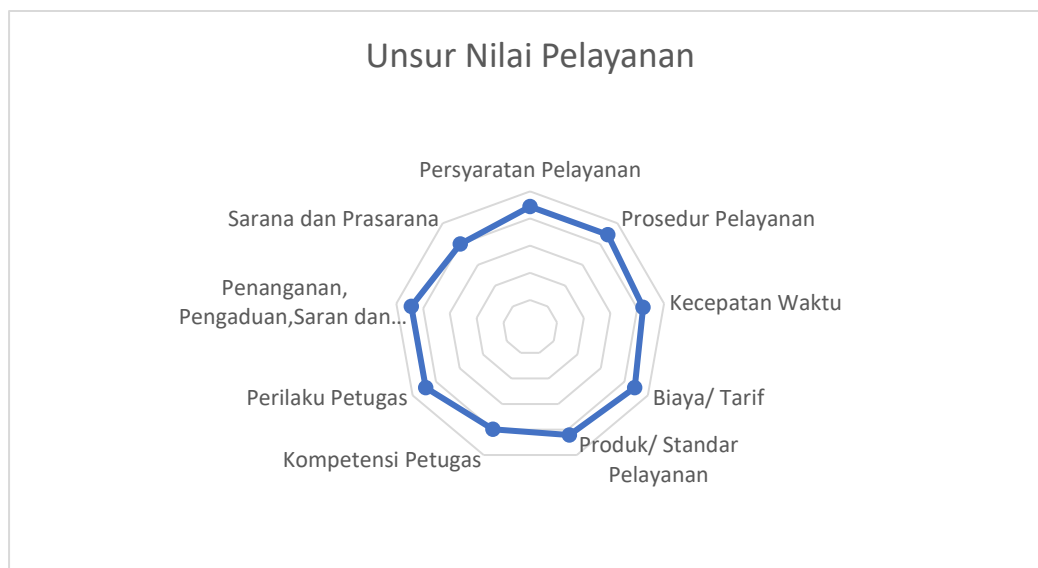 Unsur Nilai Pelayanan
Persyaratan Pelayanan
Prosedur Pelayanan
Kecepatan Waktu
Biaya/ Tarif
Produk/ Standar
Pelayanan
Kompetensi Petugas
Perilaku Petugas
Penanganan,
Pengaduan,Saran dan...
Sarana dan Prasarana